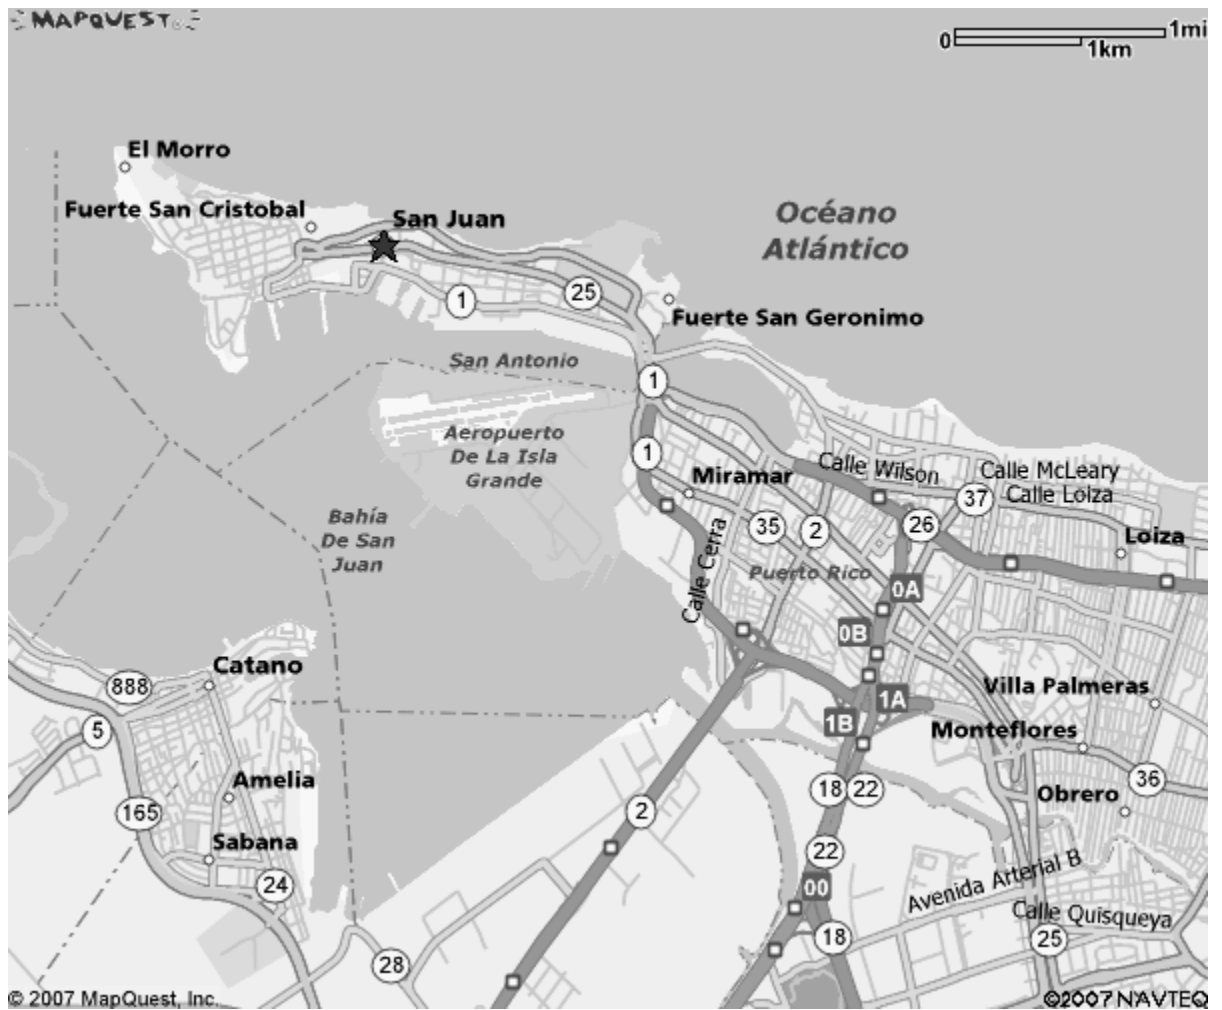 MAPQUEST
0
1mi
1km
El Morro
Fuerte San Cristobal
San Juan
Océano
Atlántico
25
1
Fuerte San Geronimo
San Antonio
1
Aeropuerto
De La Isla
Grande
1
Miramar
Calle Wilson
Calle McLeary
37
Calle Loiza
Bahía
De San
Juan
35
2
26
Loiza
Calle Cerra
Puerto Rico
0A
0B
Catano
888
1A
Villa Palmeras
5
1B
Monteflores
Amelia
18
22
36
165
2
Obrero
Sabana
22
24
00
Avenida Arterial B
Calle Quisqueya
18
25
28
© 2007 MapQuest, Inc.
©2007 NAVTEQ